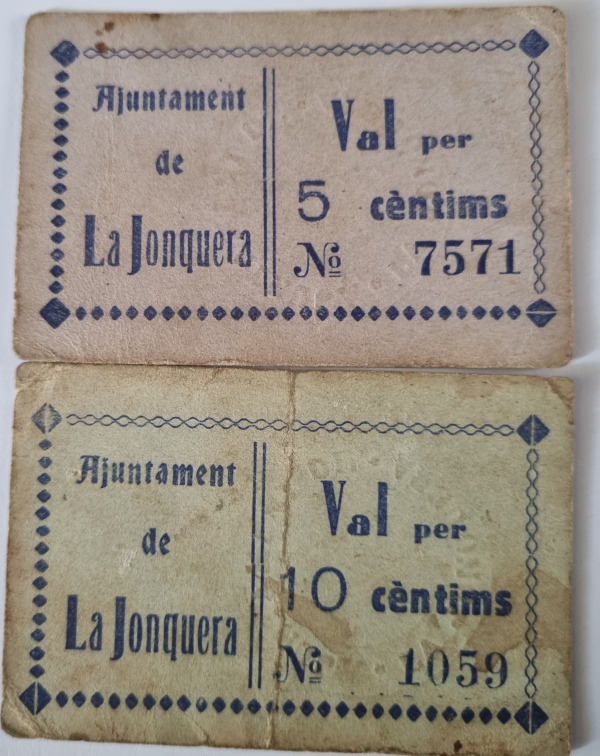 Ajuntament
de
La Jonquera
Val per
5 cèntims
Nº 7571
Ajuntament
de
La Jonquera
Val per
10 cèntims
Nº 1059